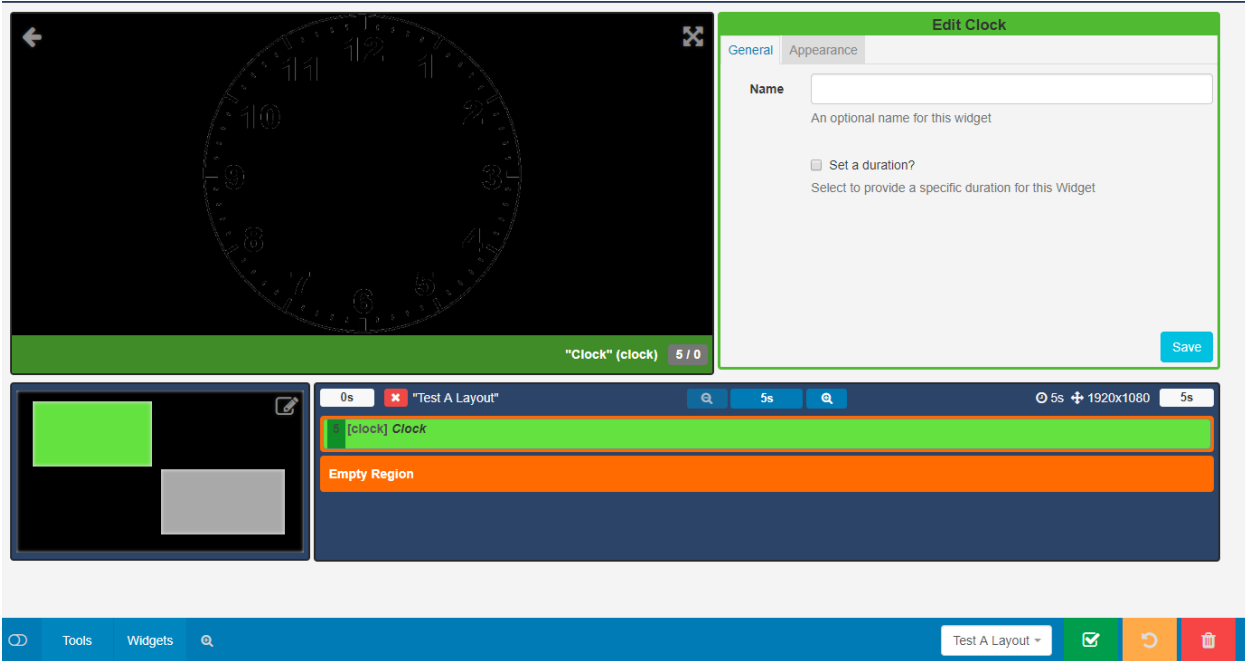 12
11
1
10
2
9
3
8
4
7
5
6
"Clock" (clock) 5 / 0
Edit Clock
General Appearance
Name
An optional name for this widget
Set a duration?
Select to provide a specific duration for this Widget
Save
0s "Test A Layout" 5s 5s 1920x1080 5s
5 [clock] Clock
Empty Region
Tools Widgets Test A Layout